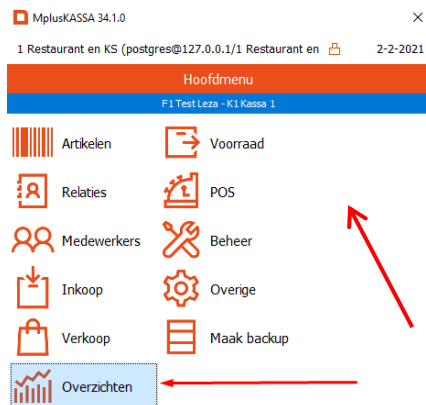 MplusKASSA 34.1.0
1 Restaurant en KS (postgres@127.0.0.1/1 Restaurant en 2-2-2021
Hoofdmenu
F1 Test Leza - K1 Kassa 1
Artikelen Voorraad
Relaties POS
Medewerkers Beheer
Inkoop Overige
Verkoop Maak backup
Overzichten